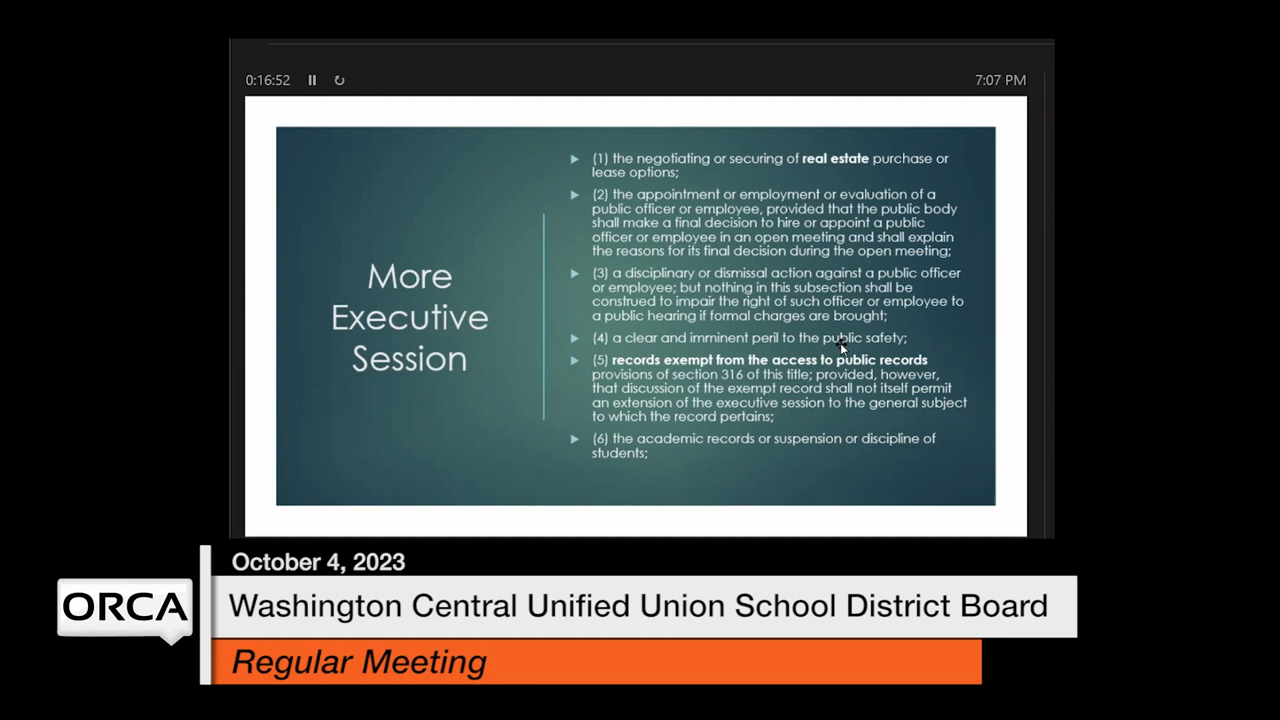 0:16:52
7:07 PM
More
Executive
Session
(1) the negotiating or securing of real estate purchase or
lease options;
(2) the appointment or employment or evaluation of a
public officer or employee, provided that the public body
shall make a final decision to hire or appoint a public
officer or employee in an open meeting and shall explain
the reasons for its final decision during the open meeting;
(3) a disciplinary or dismissal action against a public officer
or employee; but nothing in this subsection shall be
construed to impair the right of such officer or employee to
a public hearing if formal charges are brought;
(4) a clear and imminent peril to the public safety;
(5) records exempt from the access to public records
provisions of section 316 of this title; provided, however,
that discussion of the exempt record shall not itself permit
an extension of the executive session to the general subject
to which the record pertains;
(6) the academic records or suspension or discipline of
students;
October 4, 2023
ORCA
Washington Central Unified Union School District Board
Regular Meeting